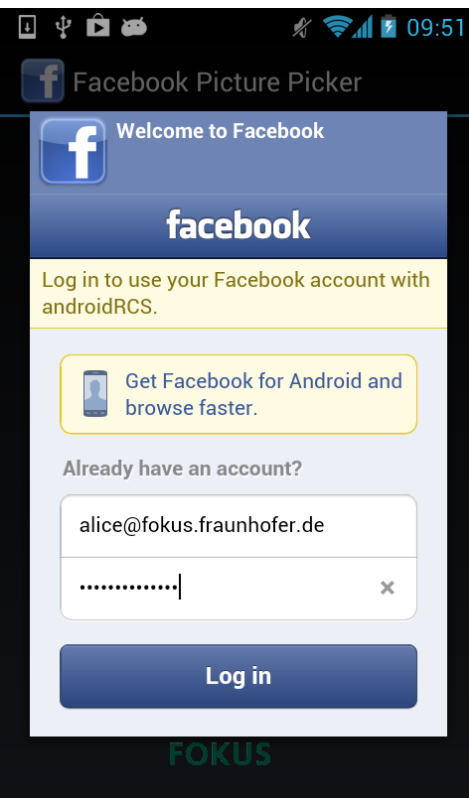 09:51
Facebook Picture Picker
Welcome to Facebook
facebook
Log in to use your Facebook account with
androidRCS.
Get Facebook for Android and
browse faster.
Already have an account?
alice@fokus.fraunhofer.de
••••••••••••••
Log in
FOKUS